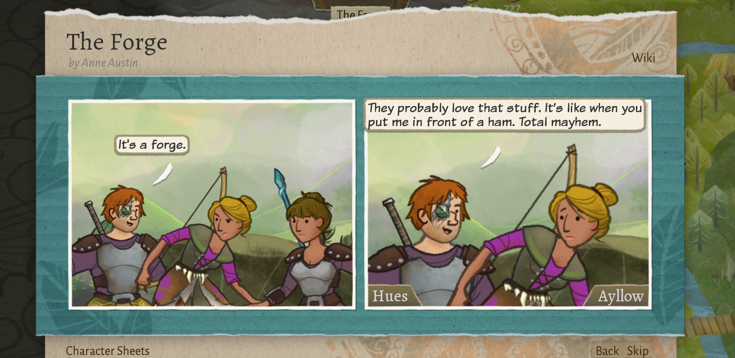 The Fo
The Forge
by Anne Austin
Wiki
It's a forge.
They probably love that stuff. It's like when you
put me in front of a ham. Total mayhem.
Hues
Ayllow
Character Sheets
Back Skip